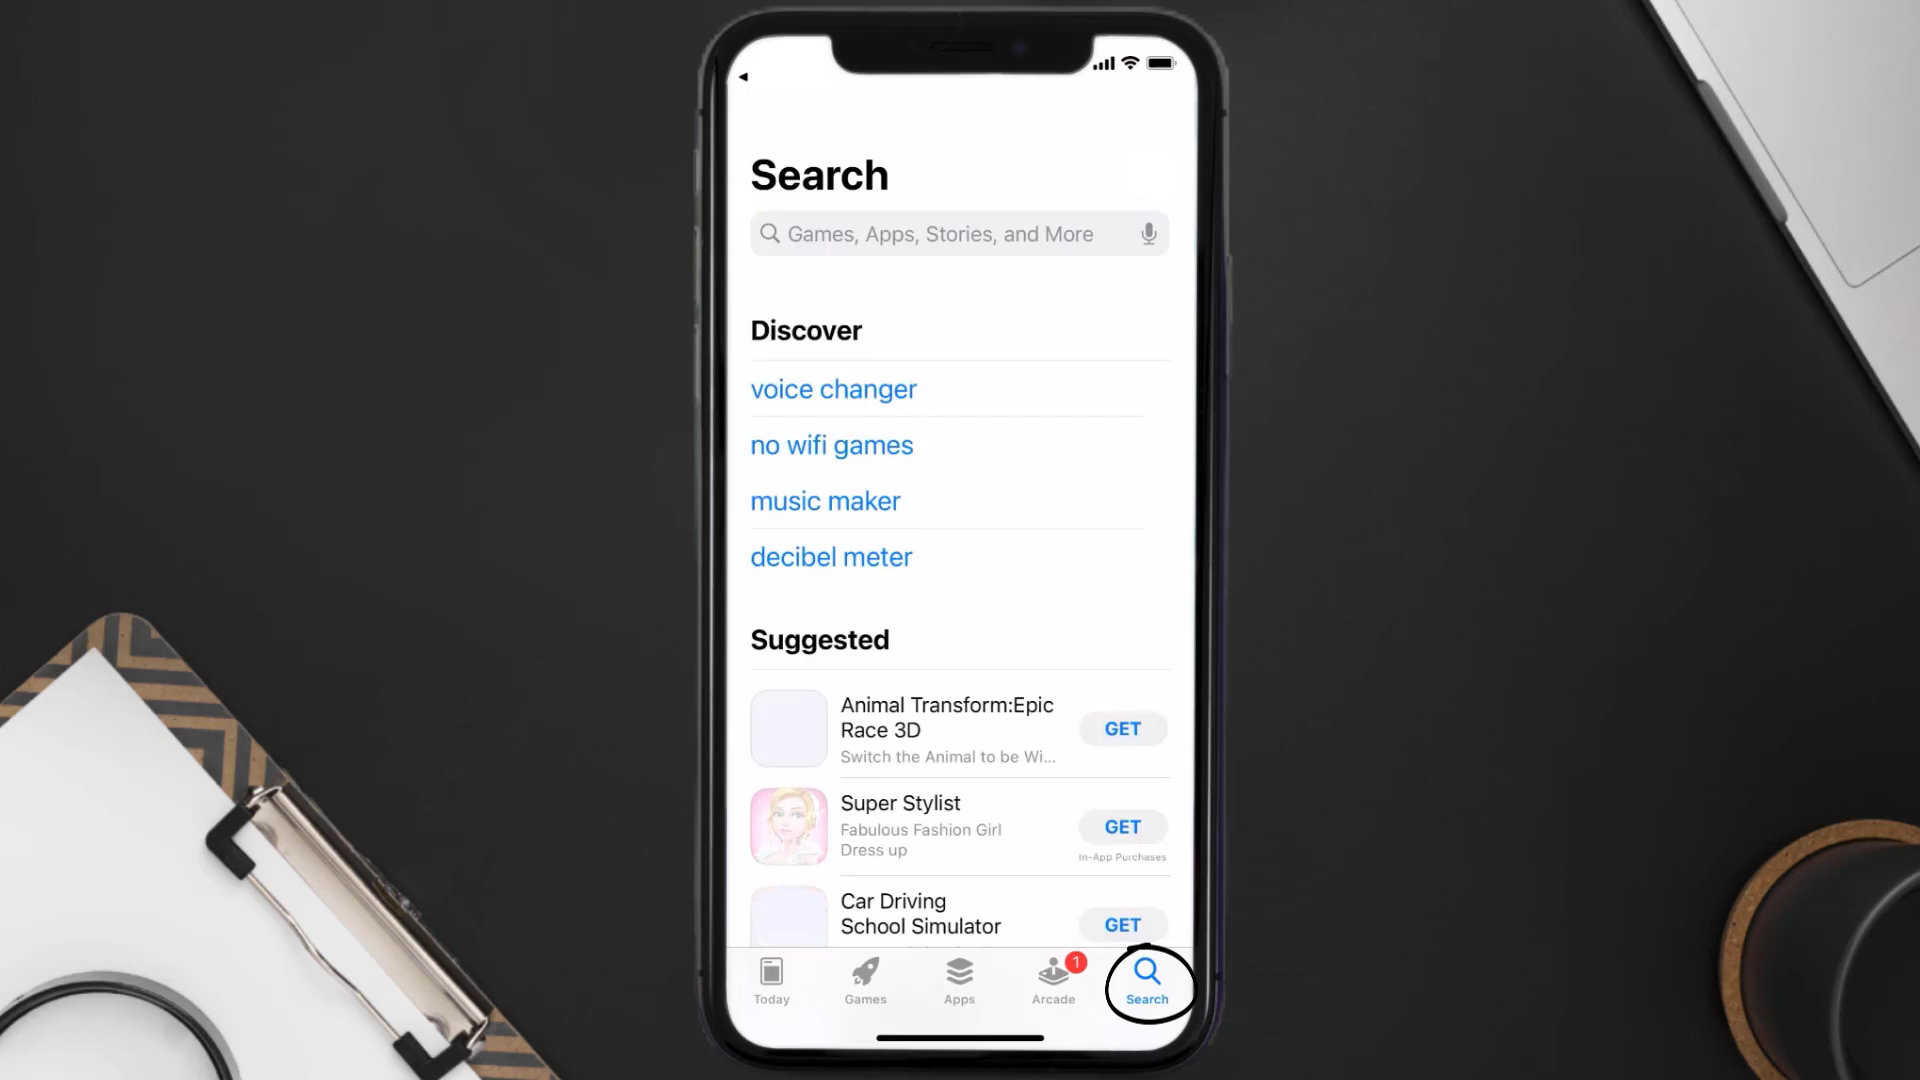 Search
Games, Apps, Stories, and More
Discover
voice changer
no wifi games
music maker
decibel meter
Suggested
Animal Transform:Epic
Race 3D
Switch the Animal to be Wi...
GET
Super Stylist
Fabulous Fashion Girl
Dress up
GET
In-App Purchases
Car Driving
School Simulator
GET
Today
Games
Apps
Arcade
1
Search